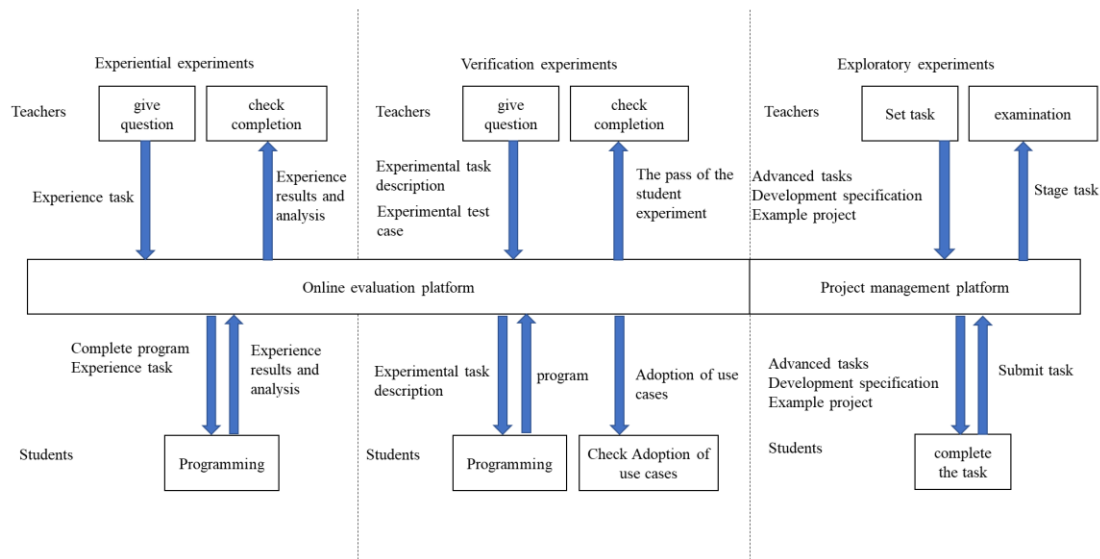 Experiential experiments
Teachers
give
question
check
completion
Experience task
Experience
results and
analysis
Verification experiments
give
question
check
completion
Experimental task
description
Experimental test
case
The pass of the
student
experiment
Exploratory experiments
Teachers
Set task
examination
Advanced tasks
Development specification
Example project
Stage task
Online evaluation platform
Project management platform
Complete program
Experience task
Experience
results and
analysis
Students
Programming
Experimental task
description
program
Adoption of use
cases
Students
Programming
Check Adoption of
use cases
Advanced tasks
Development specification
Example project
Submit task
Students
complete
the task